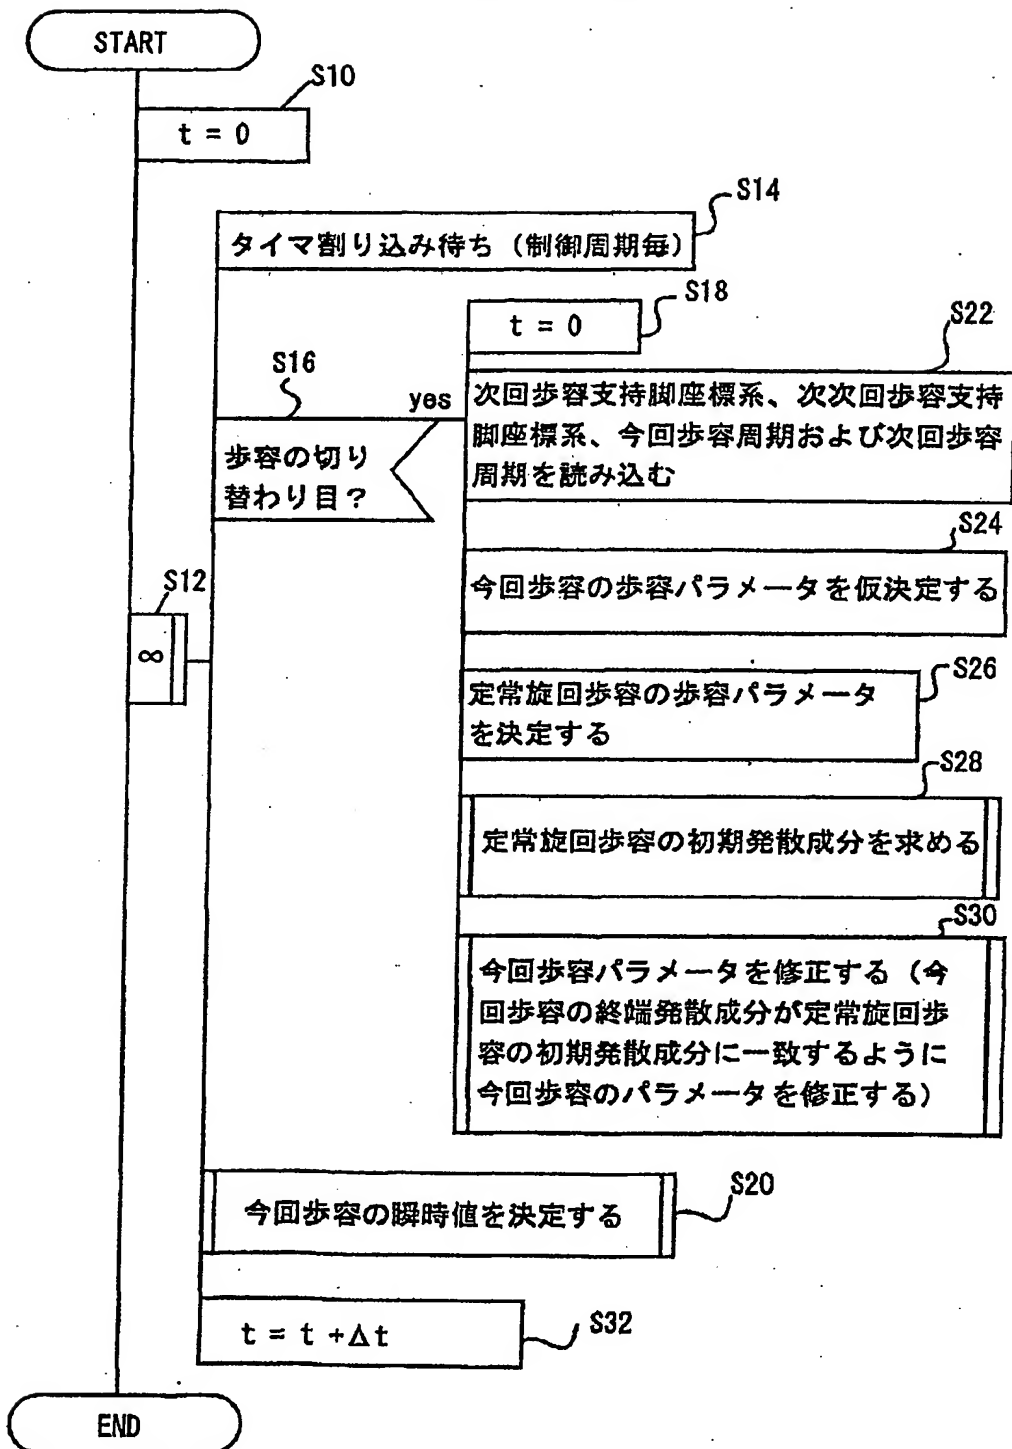 START
S10
t = 0
S14
タイマ割り込み待ち（制御周期毎）
S18
t = 0
S22
次回歩容支持脚座標系、次次回歩容支持
脚座標系、今回歩容周期および次回歩容
周期を読み込む
S16
yes
歩容の切り
替わり目？
S24
今回歩容の歩容パラメータを仮決定する
S12
∞
S26
定常旋回歩容の歩容パラメータ
を決定する
S28
定常旋回歩容の初期発散成分を求める
S30
今回歩容パラメータを修正する（今
回歩容の終端発散成分が定常旋回歩
容の初期発散成分に一致するように
今回歩容のパラメータを修正する）
S20
今回歩容の瞬時値を決定する
S32
t = t +Δt
END